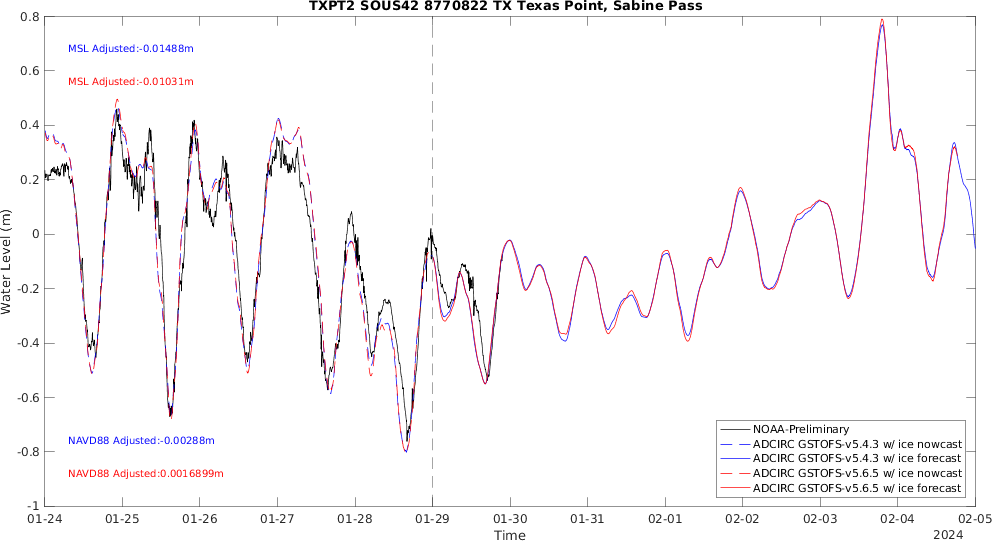 TXPT2 SOUS42 8770822 TX Texas Point, Sabine Pass
0.8
MSL Adjusted:-0.01488m
0.6
MSL Adjusted:-0.01031m
0.4
0.2
0
Water Level (m)
-0.2
-0.4
-0.6
NAVD88 Adjusted:-0.00288m
-0.8
NAVD88 Adjusted:0.0016899m
-1
NOAA-Preliminary
ADCIRC GSTOFS-v5.4.3 w/ ice nowcast
ADCIRC GSTOFS-v5.4.3 w/ ice forecast
ADCIRC GSTOFS-v5.6.5 w/ ice nowcast
ADCIRC GSTOFS-v5.6.5 w/ ice forecast
01-24 01-25 01-26 01-27 01-28 01-29 01-30 01-31 02-01 02-02 02-03 02-04 02-05
Time
2024